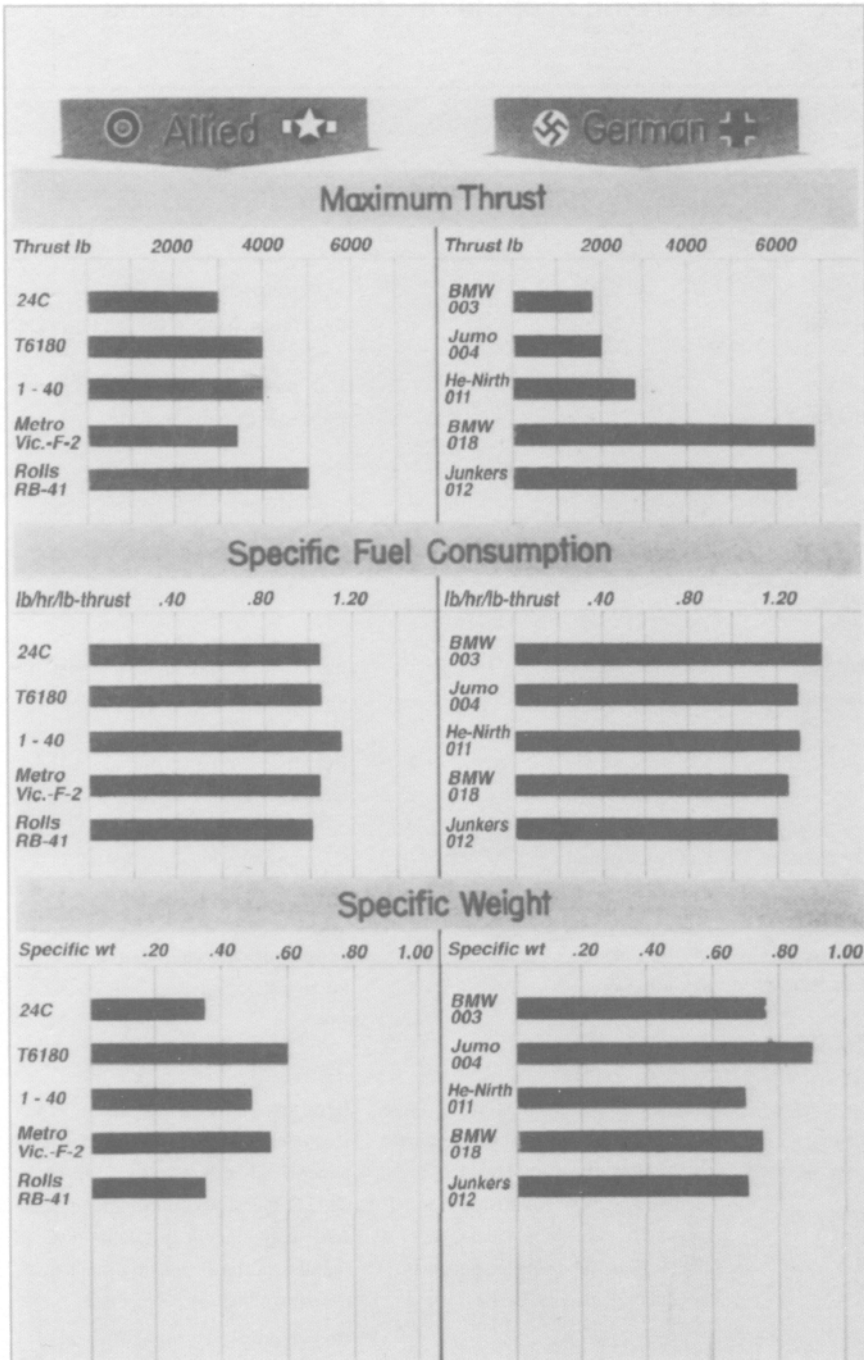 Allied
German
Maximum Thrust
Thrust lb 2000 4000 6000
24C
T6180
1 - 40
Metro
Vic.-F-2
Rolls
RB-41
Thrust lb 2000 4000 6000
BMW
003
Jumo
004
He-Nirth
011
BMW
018
Junkers
012
Specific Fuel Consumption
lb/hr/lb-thrust .40 .80 1.20
24C
T6180
1 - 40
Metro
Vic.-F-2
Rolls
RB-41
lb/hr/lb-thrust .40 .80 1.20
BMW
003
Jumo
004
He-Nirth
011
BMW
018
Junkers
012
Specific Weight
Specific wt .20 .40 .60 1.00
24C
T6180
1 - 40
Metro
Vic.-F-2
Rolls
RB-41
Specific wt .20 .40 .60 .80 1.00
BMW
003
Jumo
004
He-Nirth
011
BMW
018
Junkers
012